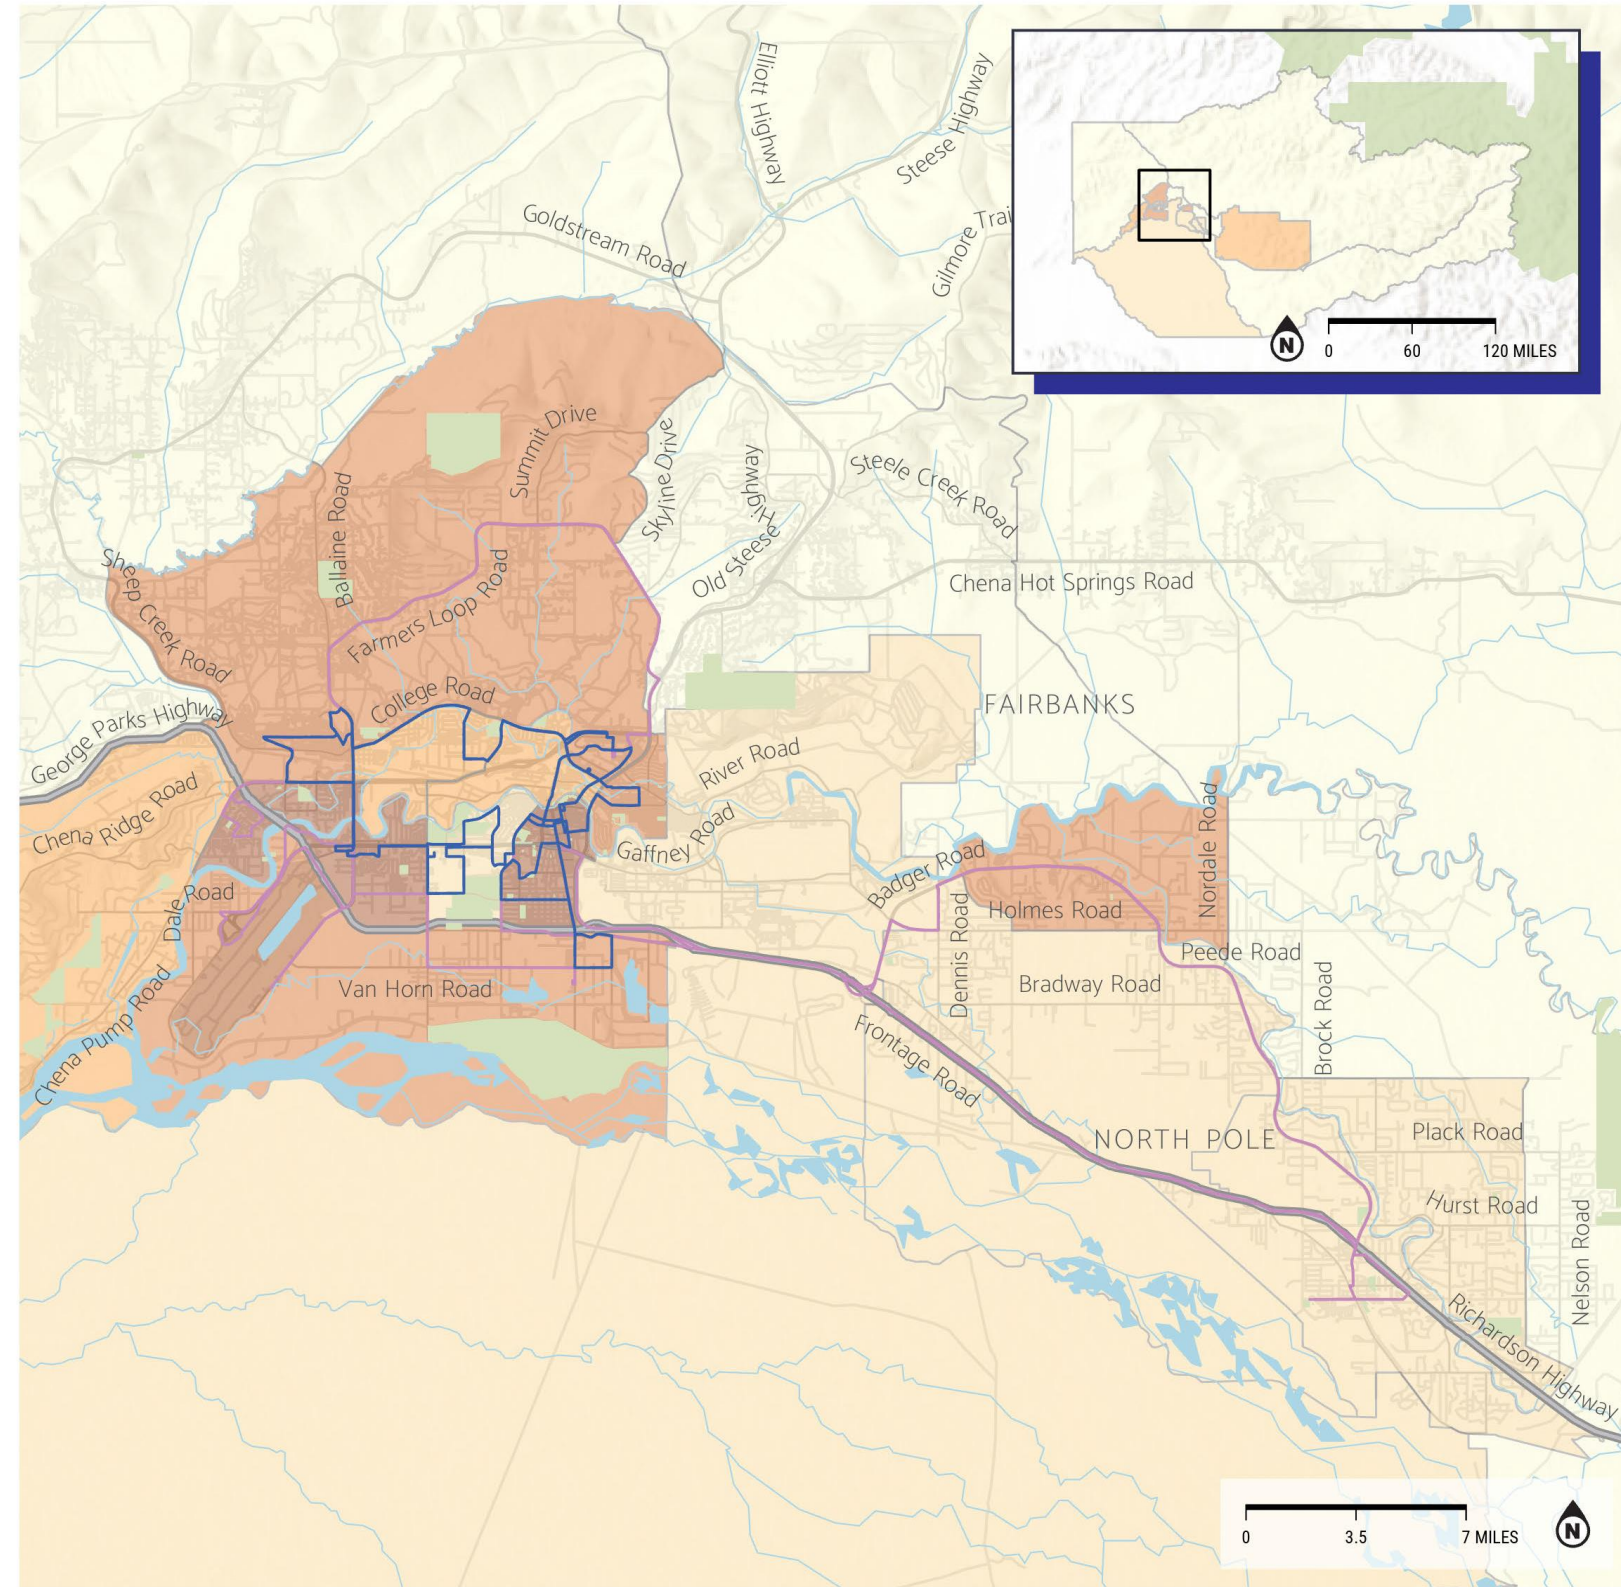 Elliott Highway
Steese Highway
Goldstream Road
Gilmore Trai
0 60 120 MILES
N
Summit Drive
Skyline Drive
Old Steese Highway
Steele Creek Road
Ballaine Road
Sheep Creek Road
Farmers Loop Road
Chena Hot Springs Road
College Road
George Parks Highway
FAIRBANKS
River Road
Chena Ridge Road
Gaffney Road
Badger Road
Nordale Road
Dale Road
Holmes Road
Dennis Road
Peede Road
Van Horn Road
Bradway Road
Brock Road
Chena Pump Road
Frontage Road
NORTH POLE
Plack Road
Hurst Road
Nelson Road
Richardson Highway
0 3.5 7 MILES
N